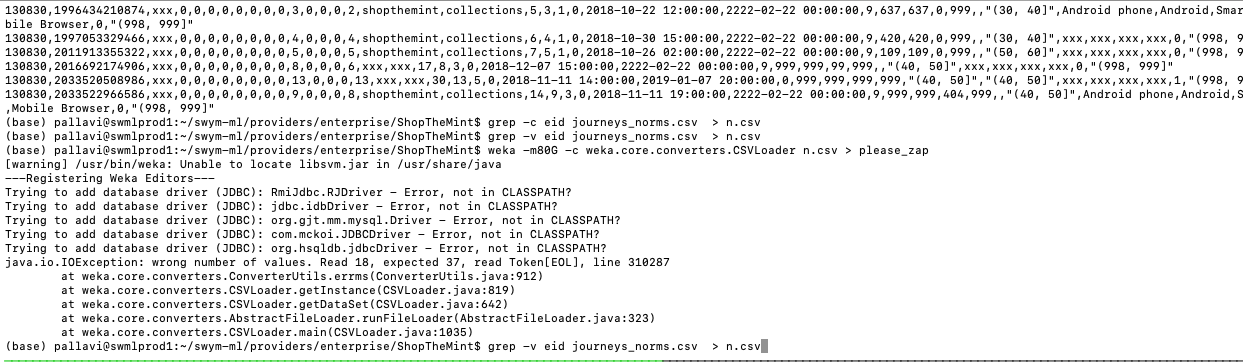 130830,1996434210874,xxx,0,0,0,0,0,0,0,0,3,0,0,0,2,shopthemint,collections,5,3,1,0,2018-10-22 12:00:00,2222-02-22 00:00:00,9,637,637,0,999,,"(30, 40]",Android phone,Android,Smar
bile Browser,0,"(998, 999]"
130830,1997053329466,xxx,0,0,0,0,0,0,0,0,4,0,0,0,4,shopthemint,collections,6,4,1,0,2018-10-30 15:00:00,2222-02-22 00:00:00,9,420,420,0,999,,"(30, 40]",xxx,xxx,xxx,xxx,0,"(998, 9
130830,2011913355322,xxx,0,0,0,0,0,0,0,0,5,0,0,0,5,shopthemint,collections,7,5,1,0,2018-10-26 02:00:00,2222-02-22 00:00:00,9,109,109,0,999,,"(50, 60]",xxx,xxx,xxx,xxx,0,"(998, 9
130830,2016692174906,xxx,0,0,0,0,0,0,0,0,8,0,0,0,6,xxx,xxx,17,8,3,0,2018-12-07 15:00:00,2222-02-22 00:00:00,9,999,999,99,999,,"(40, 50]",xxx,xxx,xxx,xxx,0,"(998, 999]"
130830,2033520508986,xxx,0,0,0,0,0,0,0,0,13,0,0,0,13,xxx,xxx,30,13,5,0,2018-11-11 14:00:00,2019-01-07 20:00:00,0,999,999,999,999,"(40, 50]","(40, 50]",xxx,xxx,xxx,xxx,1,"(998, 9
130830,2033522966586,xxx,0,0,0,0,0,0,0,0,9,0,0,0,8,shopthemint,collections,14,9,3,0,2018-11-11 19:00:00,2222-02-22 00:00:00,9,999,999,404,999,,"(40, 50]",Android phone,Android,S
,Mobile Browser,0,"(998, 999]"
(base) pallavi@swmlprod1:~/swym-ml/providers/enterprise/ShopTheMint$ grep -c eid journeys_norms.csv  > n.csv
(base) pallavi@swmlprod1:~/swym-ml/providers/enterprise/ShopTheMint$ grep -v eid journeys_norms.csv  > n.csv
(base) pallavi@swmlprod1:~/swym-ml/providers/enterprise/ShopTheMint$ weka -m80G -c weka.core.converters.CSVLoader n.csv > please_zap
[warning] /usr/bin/weka: Unable to locate libsvm.jar in /usr/share/java
---Registering Weka Editors---
Trying to add database driver (JDBC): RmiJdbc.RJDriver - Error, not in CLASSPATH?
Trying to add database driver (JDBC): jdbc.idbDriver - Error, not in CLASSPATH?
Trying to add database driver (JDBC): org.gjt.mm.mysql.Driver - Error, not in CLASSPATH?
Trying to add database driver (JDBC): com.mckoi.JDBCDriver - Error, not in CLASSPATH?
Trying to add database driver (JDBC): org.hsqldb.jdbcDriver - Error, not in CLASSPATH?
java.io.IOException: wrong number of values. Read 18, expected 37, read Token[EOL], line 310287
        at weka.core.converters.ConverterUtils.errms(ConverterUtils.java:912)
        at weka.core.converters.CSVLoader.getInstance(CSVLoader.java:819)
        at weka.core.converters.CSVLoader.getDataSet(CSVLoader.java:642)
        at weka.core.converters.AbstractFileLoader.runFileLoader(AbstractFileLoader.java:323)
        at weka.core.converters.CSVLoader.main(CSVLoader.java:1035)
(base) pallavi@swmlprod1:~/swym-ml/providers/enterprise/ShopTheMint$ grep -v eid journeys_norms.csv  > n.csv